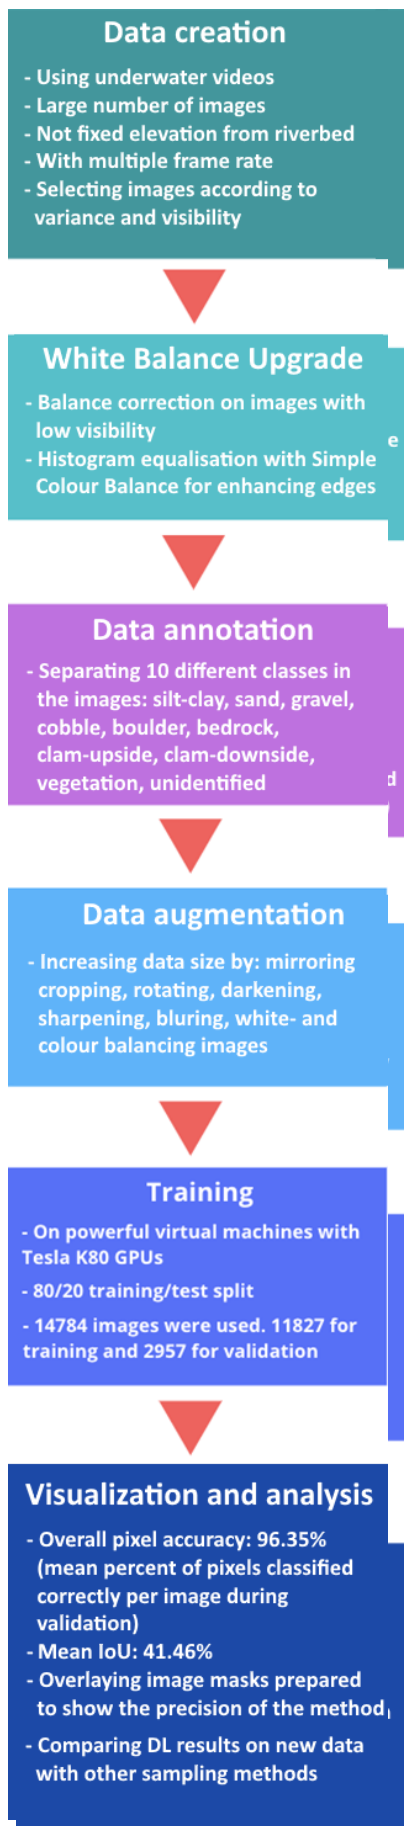 Data creation
- Using underwater videos
- Large number of images
- Not fixed elevation from riverbed
- With multiple frame rate
- Selecting images according to
variance and visibility
White Balance Upgrade
- Balance correction on images with
low visibility
- Histogram equalisation with Simple
Colour Balance for enhancing edges
e
Data annotation
- Separating 10 different classes in
the images: silt-clay, sand, gravel,
cobble, boulder, bedrock,
clam-upside, clam-downside,
vegetation, unidentified
d
Data augmentation
- Increasing data size by: mirroring
cropping, rotating, darkening,
sharpening, bluring, white- and
colour balancing images
Training
- On powerful virtual machines with
Tesla K80 GPUs
- 80/20 training/test split
- 14784 images were used. 11827 for
training and 2957 for validation
Visualization and analysis
- Overall pixel accuracy: 96.35%
(mean percent of pixels classified
correctly per image during
validation)
- Mean IoU: 41.46%
- Overlaying image masks prepared
to show the precision of the method
- Comparing DL results on new data
with other sampling methods